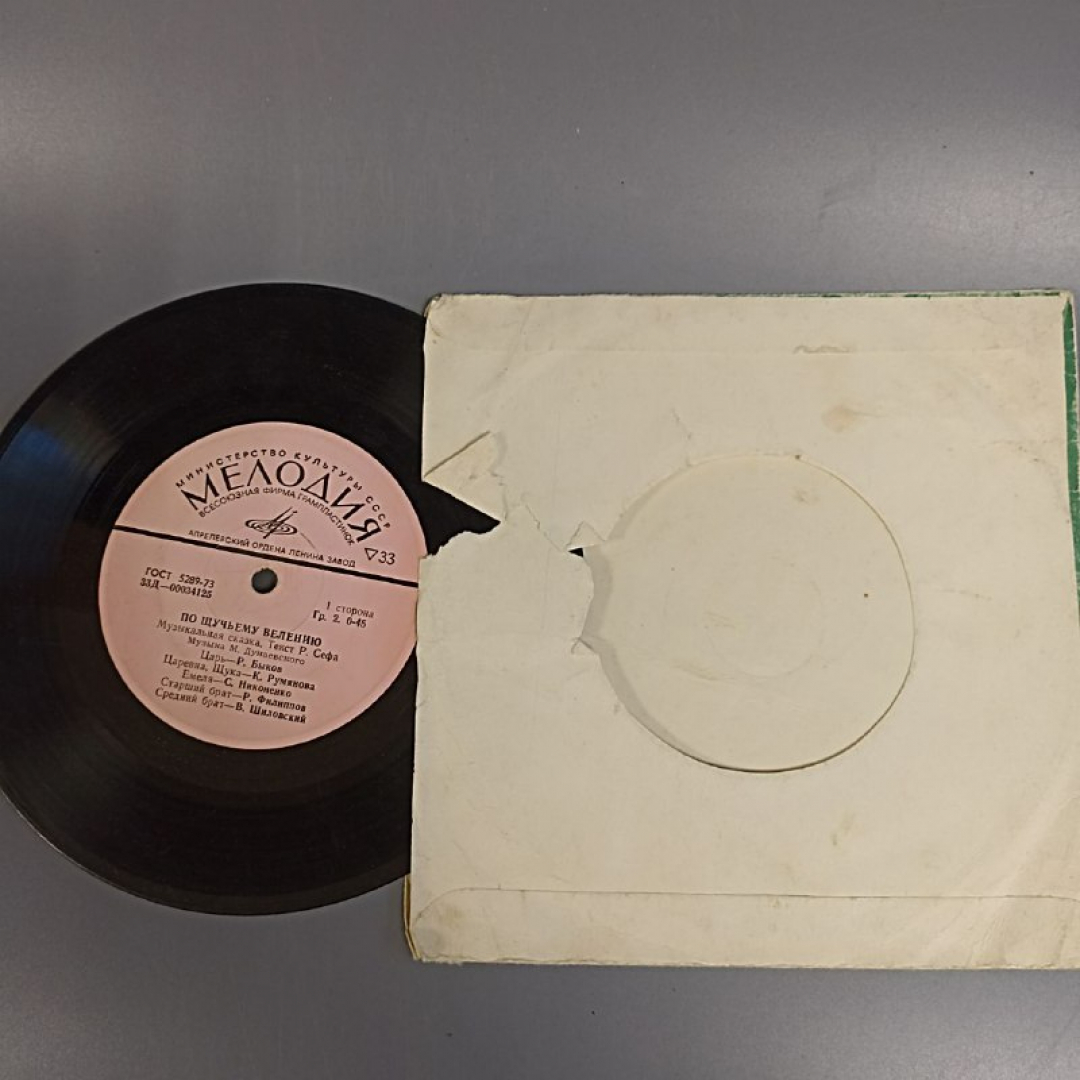 МИНИСТЕРСТВО КУЛЬТУРЫ СССР
МЕЛОДИЯ
ВСЕСОЮЗНАЯ ФИРМА ГРАМПЛАСТИНОК
АПРЕЛЕВСКИЙ ОРДЕНА ЛЕНИНА ЗАВОД
▽33
ГОСТ 5289-73
33Д—00034125
1 сторона
Гр. 2. 0-45
ПО ЩУЧЬЕМУ ВЕЛЕНИЮ
Музыкальная сказка. Текст Р. Сефа
Музыка М. Дунаевского
Царь—Р. Быков
Царевна, Щука—К. Румянова
Емеля—С. Никоненко
Старший брат—Р. Филиппов
Средний брат—В. Шиловский